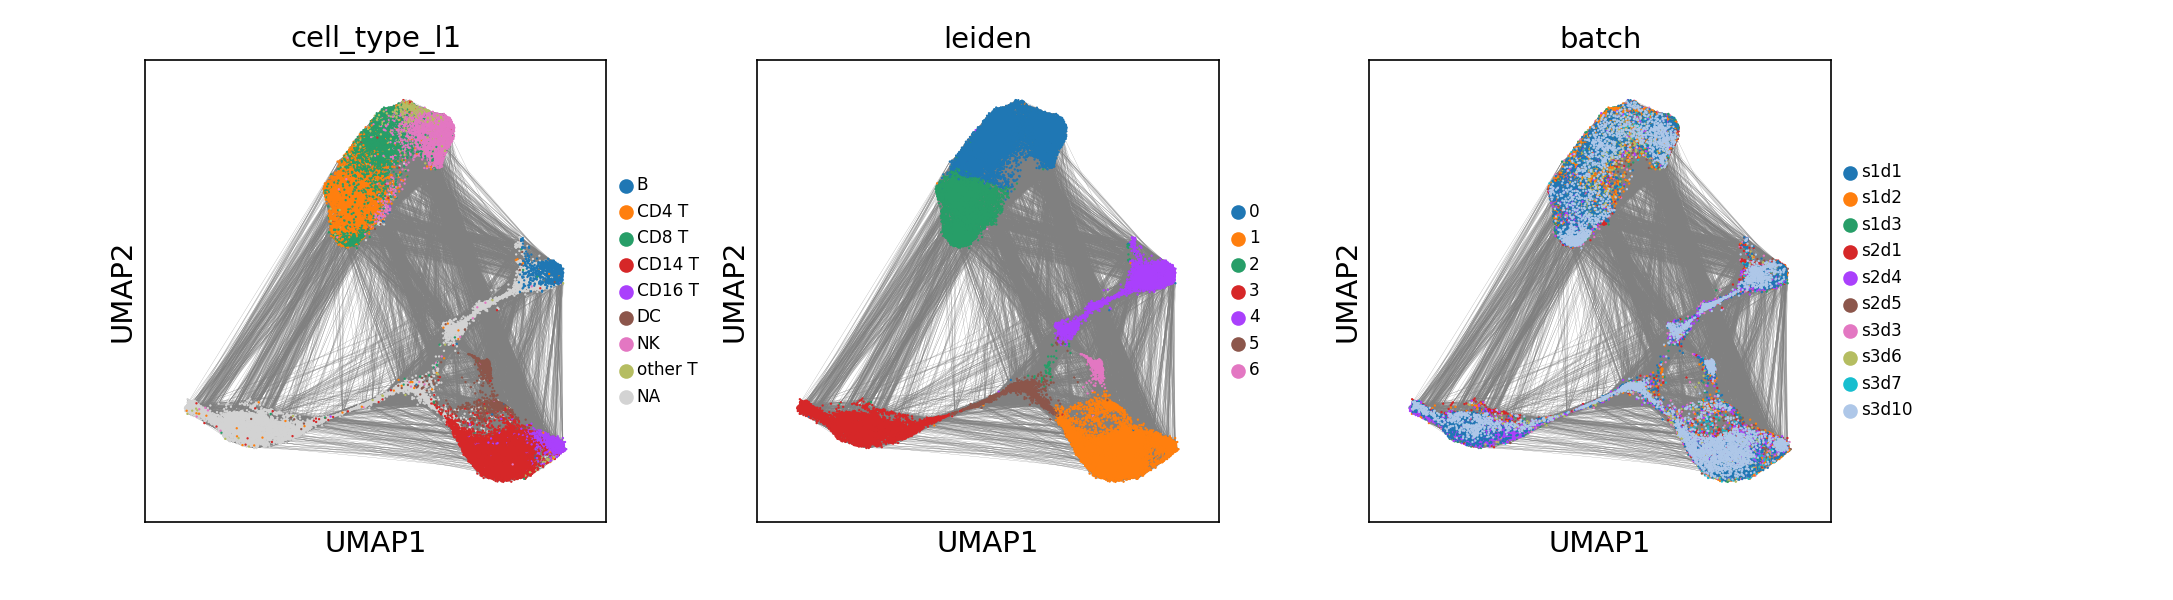 cell_type_l1
UMAP2
UMAP1
B
CD4 T
CD8 T
CD14 T
CD16 T
DC
NK
other T
NA
leiden
UMAP2
UMAP1
0
1
2
3
4
5
6
batch
UMAP2
UMAP1
s1d1
s1d2
s1d3
s2d1
s2d4
s2d5
s3d3
s3d6
s3d7
s3d10